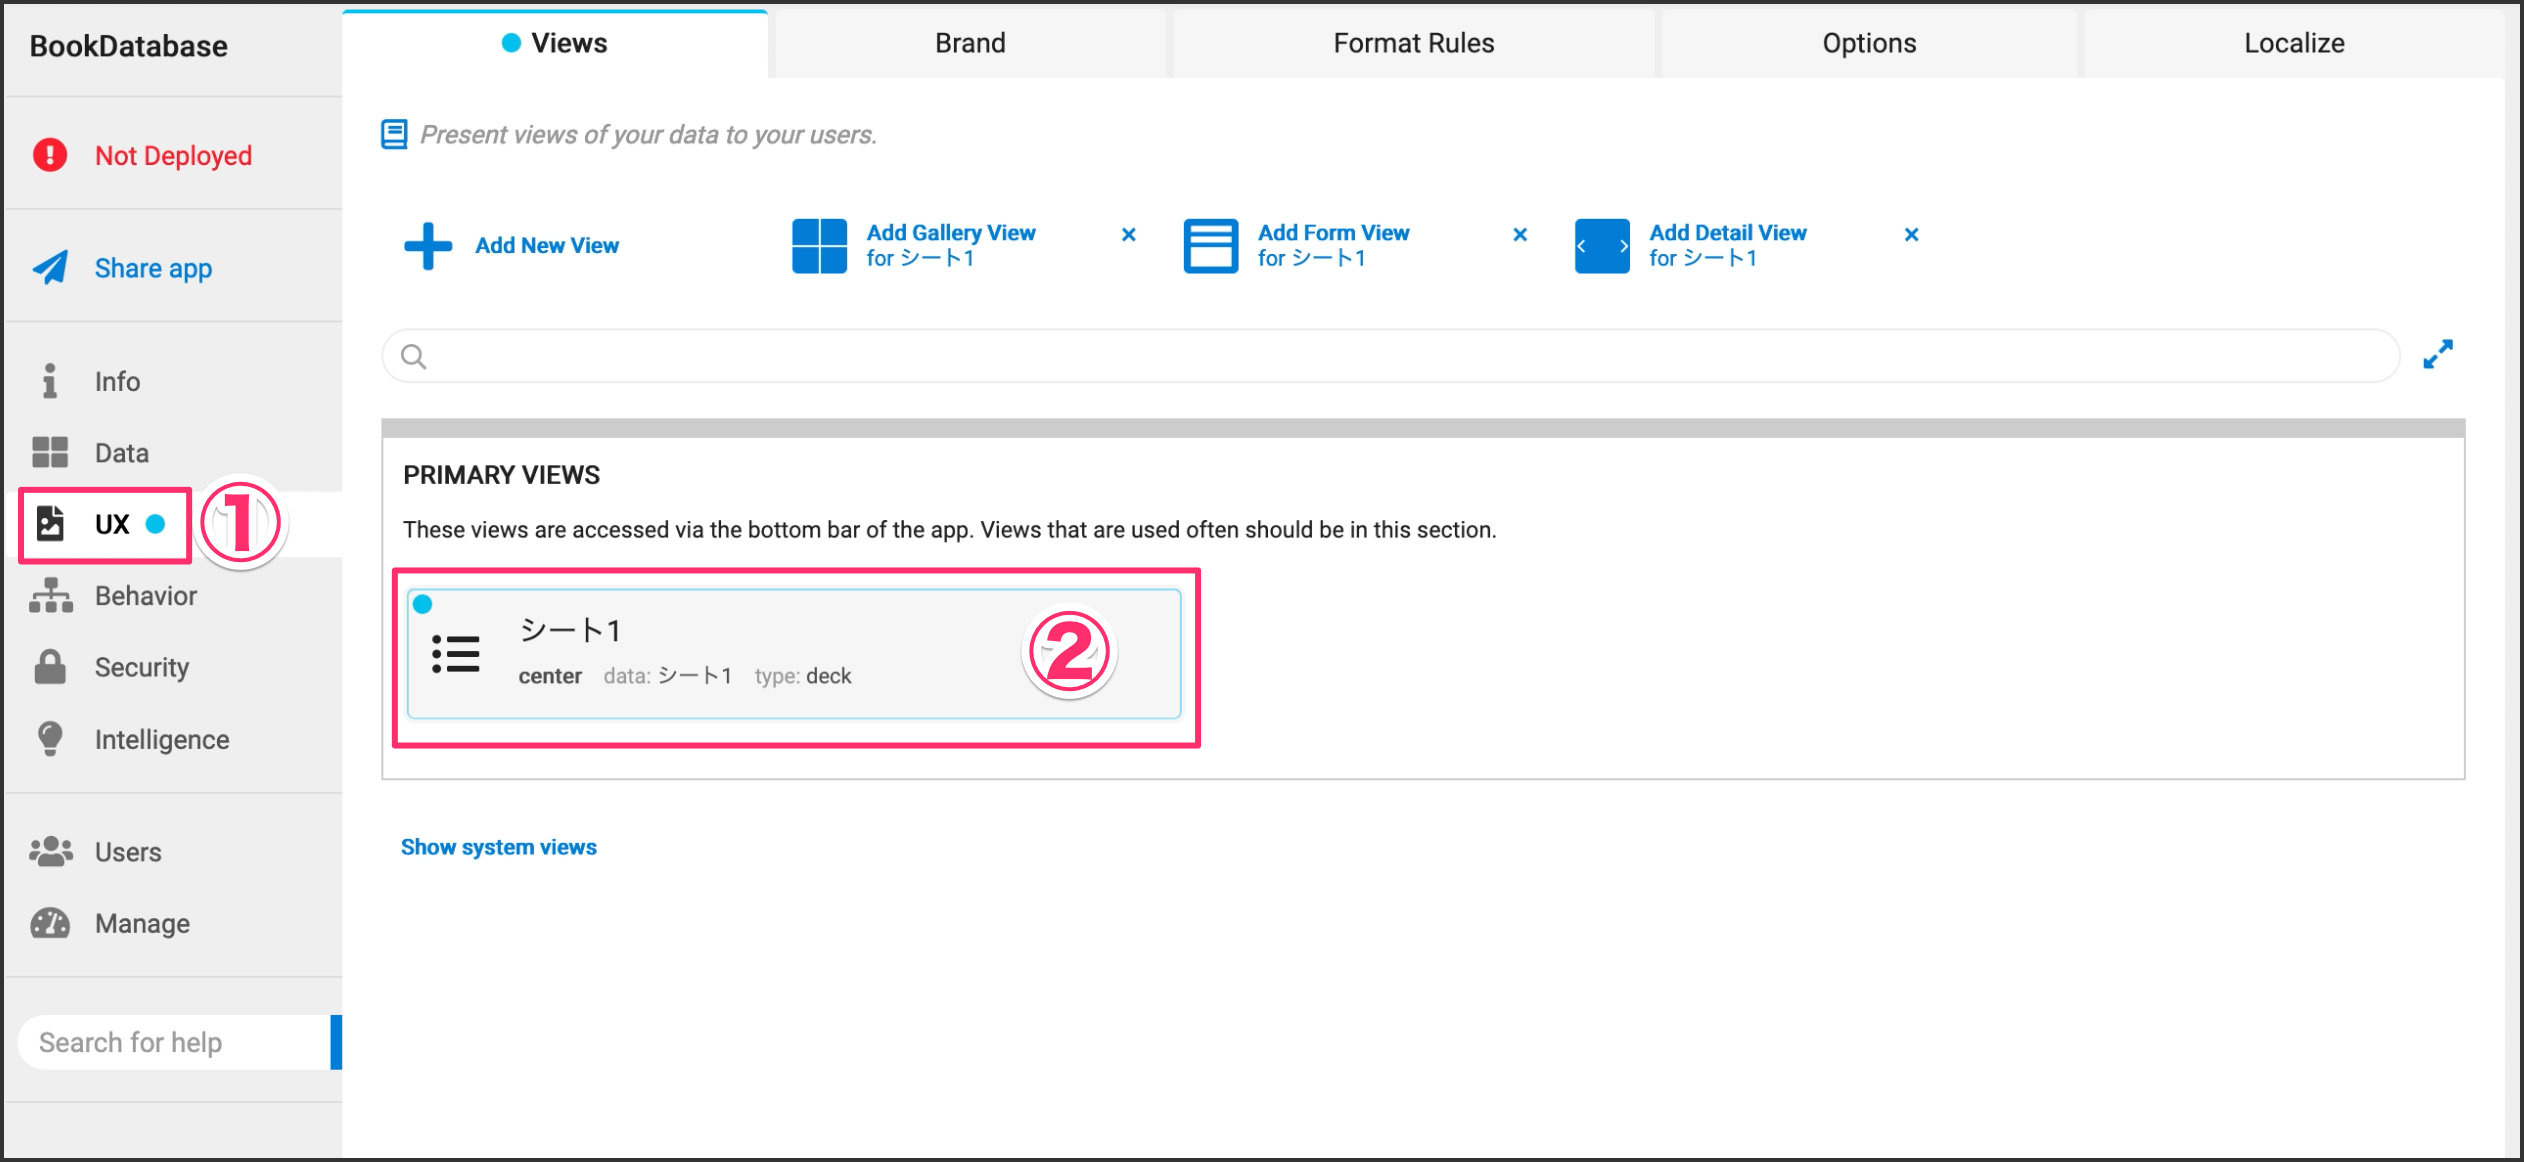 BookDatabase
Not Deployed
Share app
Info
Data
UX
①
Behavior
Security
Intelligence
Users
Manage
Search for help
Views
Brand
Format Rules
Options
Localize
Present views of your data to your users.
Add New View
Add Gallery View
for シート1
×
Add Form View
for シート1
×
Add Detail View
for シート1
×
PRIMARY VIEWS
These views are accessed via the bottom bar of the app. Views that are used often should be in this section.
シート1
center data: シート1 type: deck
②
Show system views